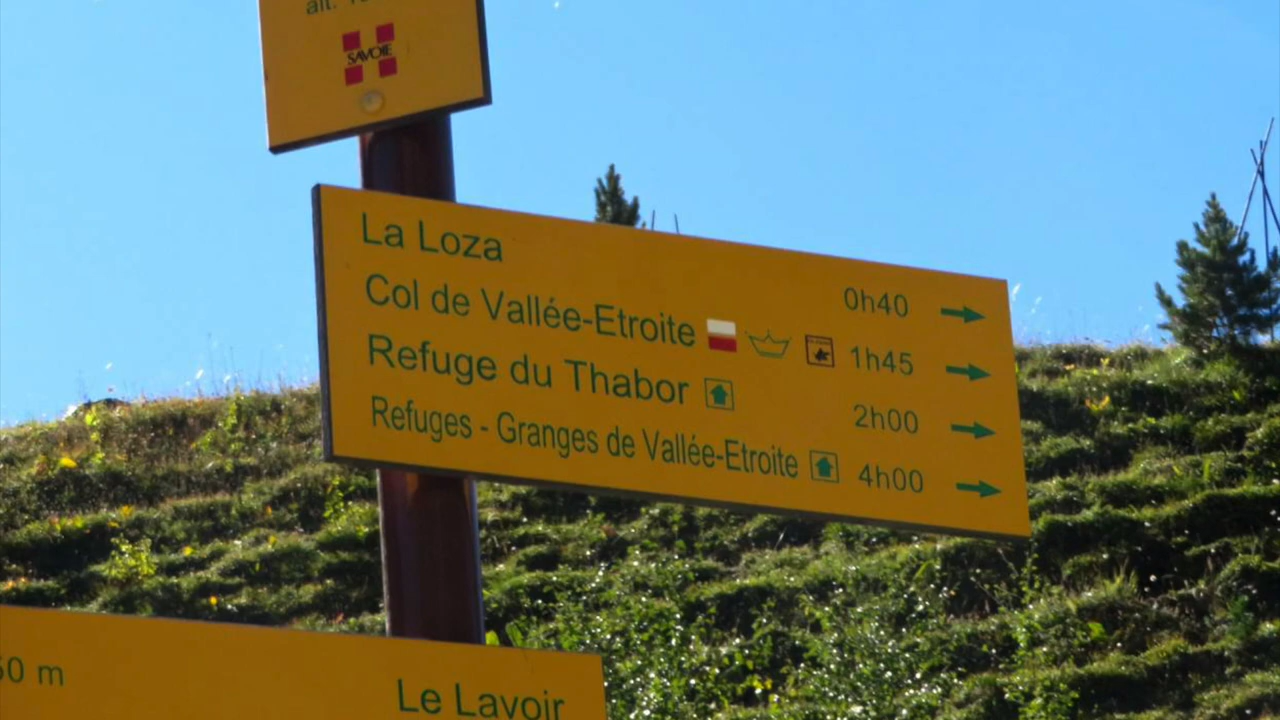 alt.
SAVOIE
La Loza 0h40
Col de Vallée-Etroite 1h45
Refuge du Thabor 2h00
Refuges - Granges de Vallée-Etroite 4h00
m
Le Lavoir